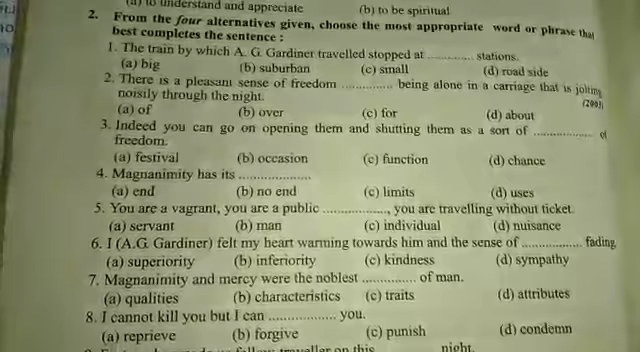 (a) to understand and appreciate (b) to be spiritual
2. From the four alternatives given, choose the most appropriate word or phrase that
best completes the sentence :
1. The train by which A. G. Gardiner travelled stopped at ............ stations.
(a) big (b) suburban (c) small (d) road side
2. There is a pleasant sense of freedom ............. being alone in a carriage that is jolting
noisily through the night. (2003)
(a) of (b) over (c) for (d) about
3. Indeed you can go on opening them and shutting them as a sort of ............... of
freedom.
(a) festival (b) occasion (c) function (d) chance
4. Magnanimity has its ...................
(a) end (b) no end (c) limits (d) uses
5. You are a vagrant, you are a public ................., you are travelling without ticket.
(a) servant (b) man (c) individual (d) nuisance
6. I (A.G. Gardiner) felt my heart warming towards him and the sense of ................ fading
(a) superiority (b) inferiority (c) kindness (d) sympathy
7. Magnanimity and mercy were the noblest .............. of man.
(a) qualities (b) characteristics (c) traits (d) attributes
8. I cannot kill you but I can .................. you.
(a) reprieve (b) forgive (c) punish (d) condemn
fellow traveller on this night.